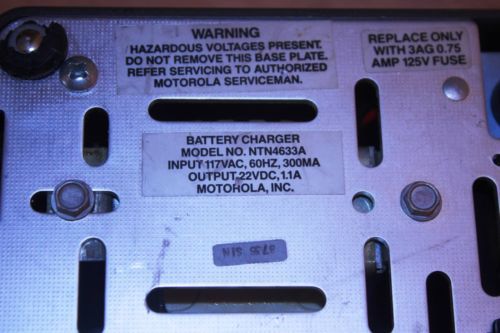 WARNING
HAZARDOUS VOLTAGES PRESENT.
DO NOT REMOVE THIS BASE PLATE.
REFER SERVICING TO AUTHORIZED
MOTOROLA SERVICEMAN.
REPLACE ONLY
WITH 3AG 0.75
AMP 125V FUSE
BATTERY CHARGER
MODEL NO. NTN4633A
INPUT 117VAC, 60HZ, 300MA
OUTPUT 22VDC, 1.1A
MOTOROLA, INC.